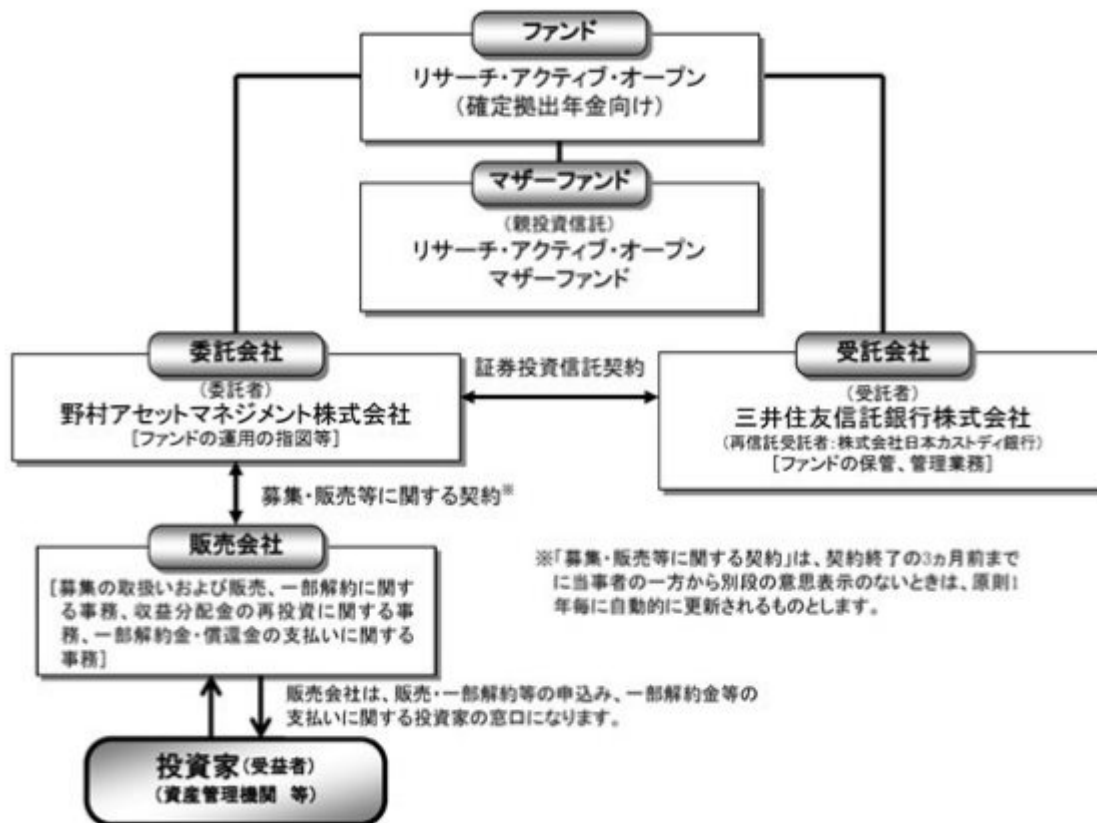 ファンド
リサーチ・アクティブ・オープン
(確定拠出年金向け)
マザーファンド
(親投資信託)
リサーチ・アクティブ・オープン
マザーファンド
委託会社
(委託者)
野村アセットマネジメント株式会社
[ファンドの運用の指図等]
証券投資信託契約
受託会社
(受託者)
三井住友信託銀行株式会社
(再信託受託者:株式会社日本カストディ銀行)
[ファンドの保管、管理業務]
募集・販売等に関する契約※
販売会社
[募集の取扱いおよび販売、一部解約に関す
る事務、収益分配金の再投資に関する事
務、一部解約金・償還金の支払いに関する
事務]
※「募集・販売等に関する契約」は、契約終了の3ヵ月前まで
に当事者の一方から別段の意思表示のないときは、原則1
年毎に自動的に更新されるものとします。
販売会社は、販売・一部解約等の申込み、一部解約金等の
支払いに関する投資家の窓口になります。
投資家(受益者)
(資産管理機関 等)